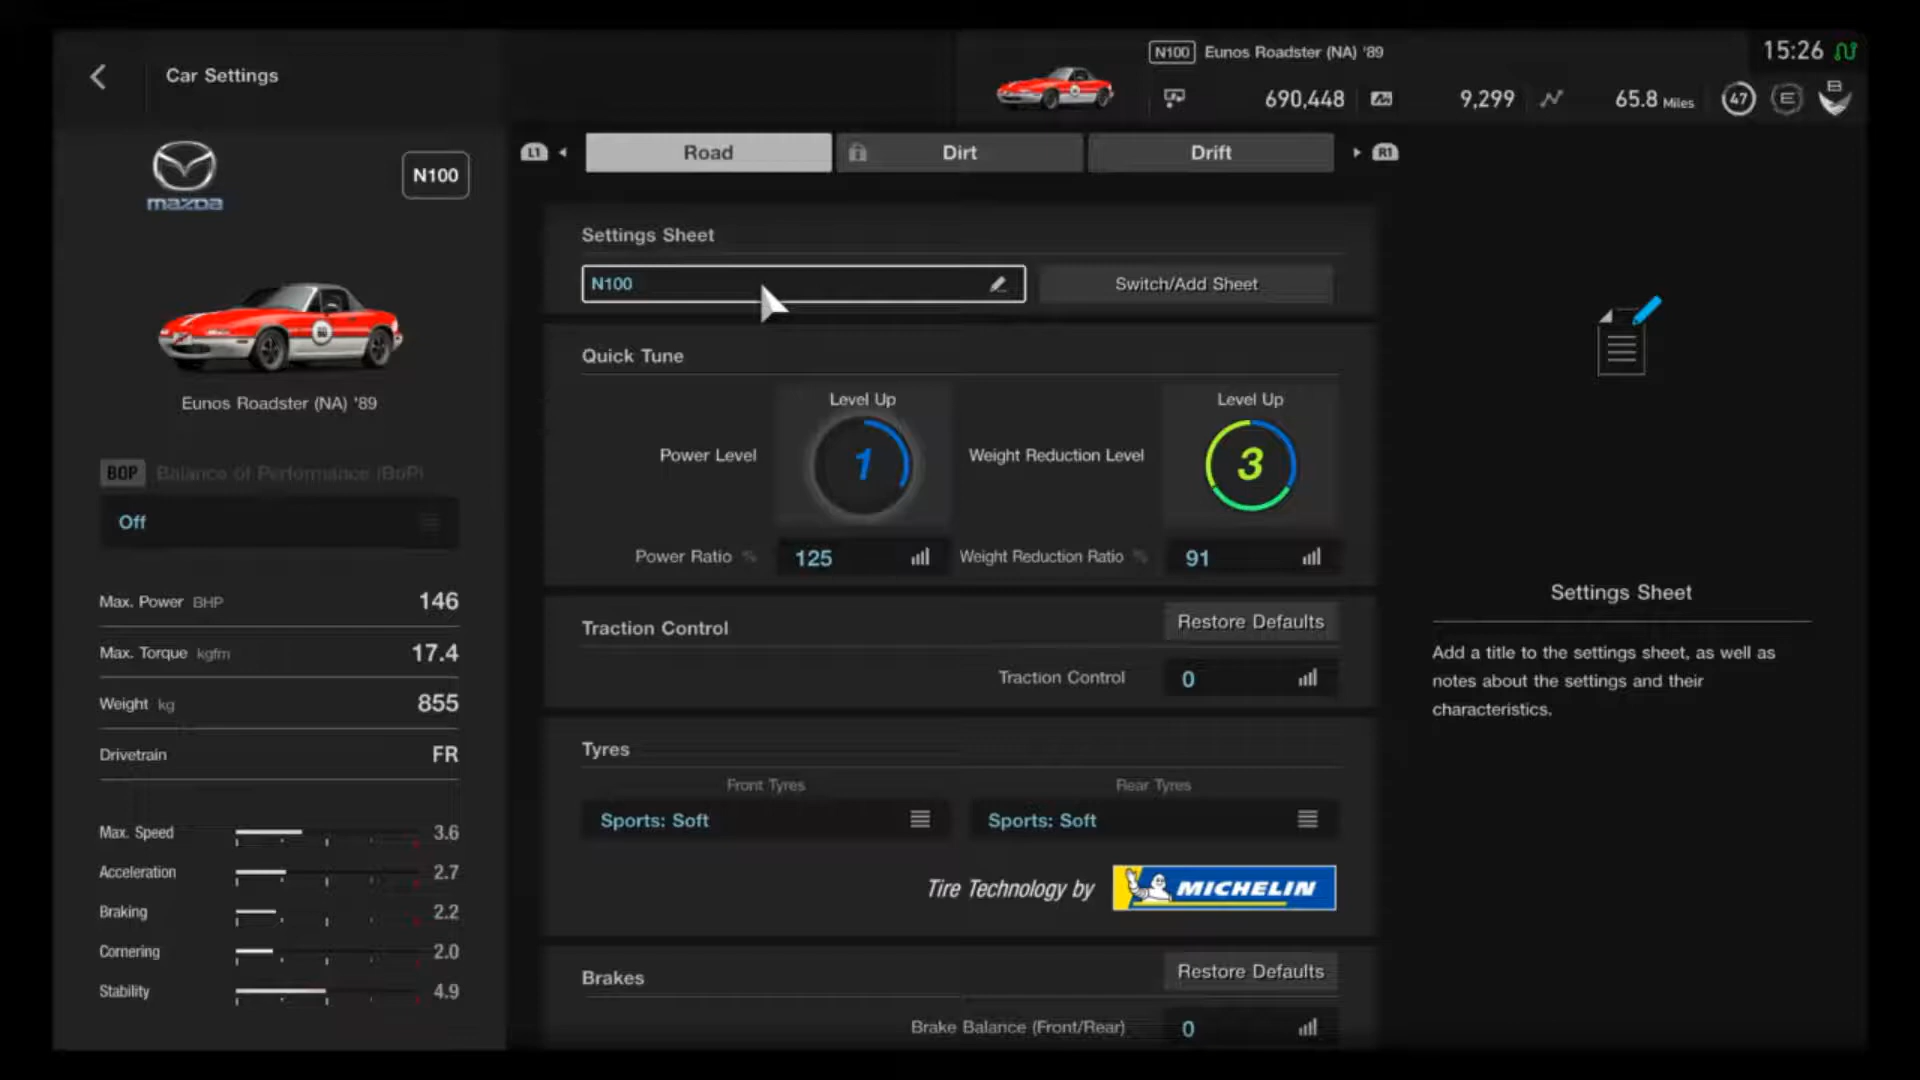 Car Settings
N100 Eunos Roadster (NA) '89
15:26
690,448
9,299
65.8 Miles
47
E
B
mazda
N100
L1
Road
Dirt
Drift
R1
Settings Sheet
N100
Switch/Add Sheet
Eunos Roadster (NA) '89
Quick Tune
Level Up
Level Up
Power Level
1
Weight Reduction Level
3
BOP Balance of Performance (BoP)
Off
Power Ratio %
125
Weight Reduction Ratio %
91
Max. Power BHP 146
Max. Torque kgfm 17.4
Weight kg 855
Drivetrain FR
Traction Control
Restore Defaults
Traction Control
0
Settings Sheet
Add a title to the settings sheet, as well as
notes about the settings and their
characteristics.
Tyres
Front Tyres
Rear Tyres
Sports: Soft
Sports: Soft
Tire Technology by
MICHELIN
Max. Speed 3.6
Acceleration 2.7
Braking 2.2
Cornering 2.0
Stability 4.9
Brakes
Restore Defaults
Brake Balance (Front/Rear)
0